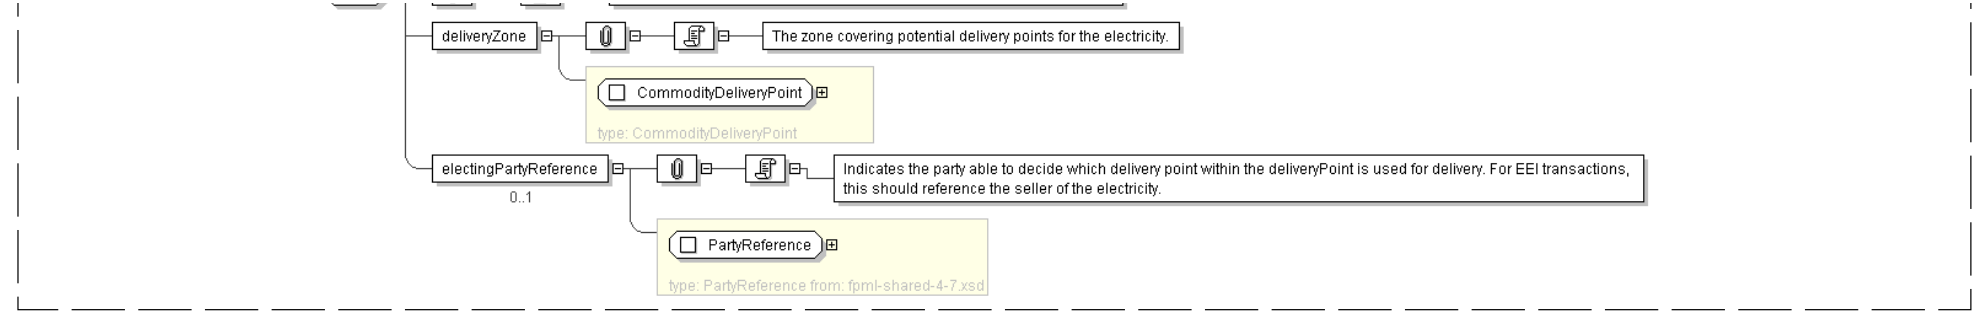 deliveryZone
The zone covering potential delivery points for the electricity.
CommodityDeliveryPoint
type: CommodityDeliveryPoint
electingPartyReference
Indicates the party able to decide which delivery point within the deliveryPoint is used for delivery. For EEI transactions,
this should reference the seller of the electricity.
0..1
PartyReference
type: PartyReference from: fpml-shared-4-7.xsd